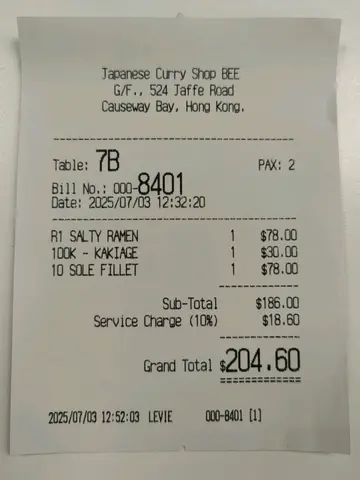 Japanese Curry Shop BEE
G/F., 524 Jaffe Road
Causeway Bay, Hong Kong.
Table: 7B PAX: 2
Bill No.: 000-8401
Date: 2025/07/03 12:32:20
R1 SALTY RAMEN 1 $78.00
100K - KAKIAGE 1 $30.00
10 SOLE FILLET 1 $78.00
Sub-Total $186.00
Service Charge (10%) $18.60
Grand Total $204.60
2025/07/03 12:52:03 LEVIE 000-8401 [1]